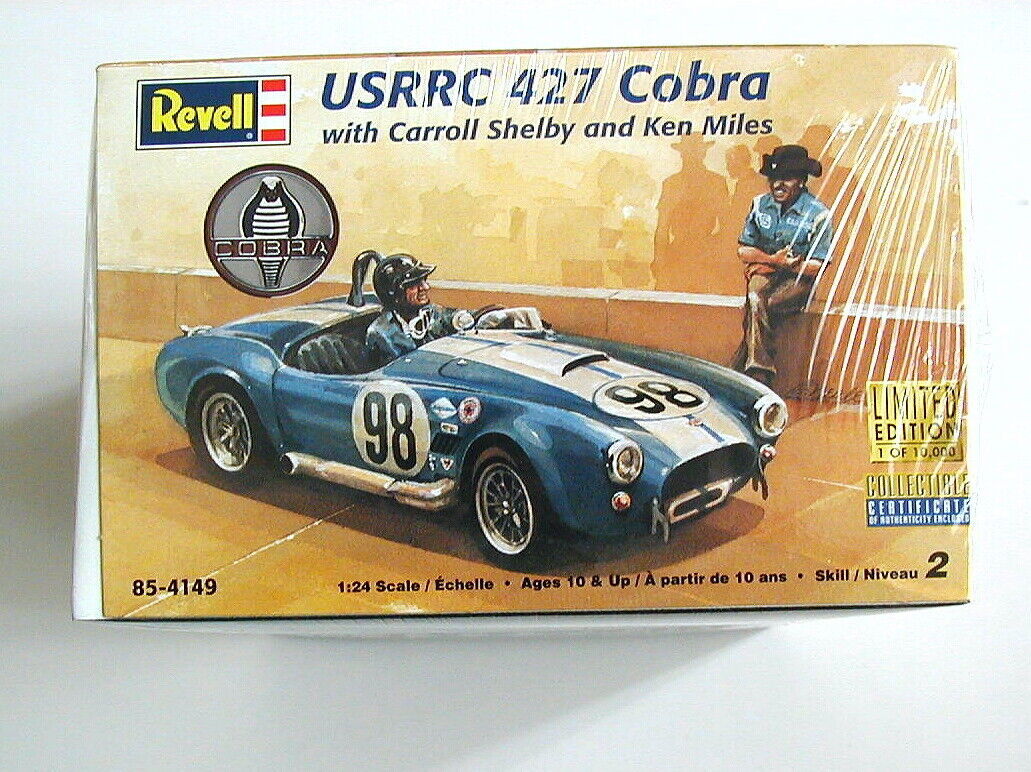 Revell
USRRC 427 Cobra
with Carroll Shelby and Ken Miles
COBRA
98
98
LIMITED
EDITION
1 OF 10,000
COLLECTIBLE
CERTIFICATE
OF AUTHENTICITY ENCLOSED
85-4149
1:24 Scale / Échelle • Ages 10 & Up / À partir de 10 ans • Skill / Niveau 2